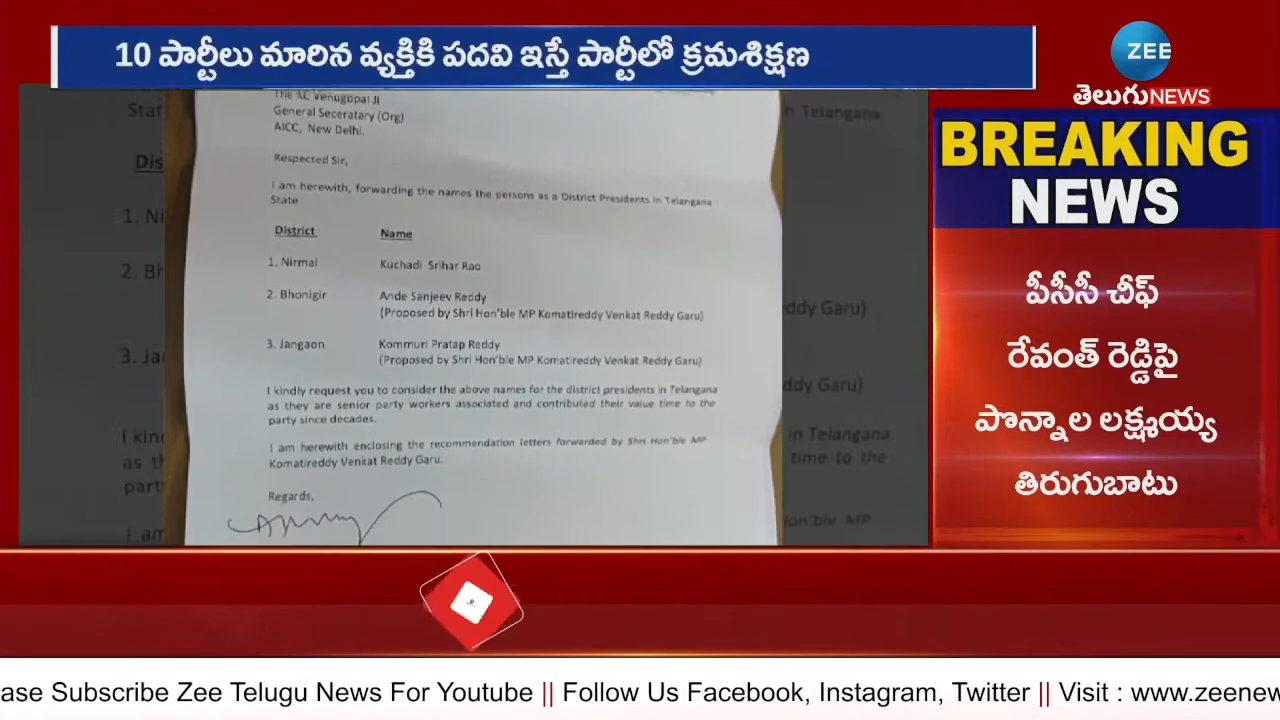 10 పార్టీలు మారిన వ్యక్తికి పదవి ఇస్తే పార్టీలో క్రమశిక్షణ
ZEE
తెలుగు NEWS
BREAKING
NEWS
పీసీసీ చీఫ్
రేవంత్ రెడ్డిపై
పొన్నాల లక్ష్మయ్య
తిరుగుబాటు
The KC Venugopal Ji
General Seceratary (Org)
AICC, New Delhi.
Respected Sir,
I am herewith, forwarding the names the persons as a District Presidents in Telangana
State
District Name
1. Nirmal Kuchadi Srihar Rao
2. Bhonigir Ande Sanjeev Reddy
(Proposed by Shri Hon'ble MP Komatireddy Venkat Reddy Garu)
3. Jangaon Kommuri Pratap Reddy
(Proposed by Shri Hon'ble MP Komatireddy Venkat Reddy Garu)
I kindly request you to consider the above names for the district presidents in Telangana
as they are senior party workers associated and contributed their value time to the
party since decades.
I am herewith enclosing the recommendation letters forwarded by Shri Hon'ble MP
Komatireddy Venkat Reddy Garu.
Regards,
ase Subscribe Zee Telugu News For Youtube || Follow Us Facebook, Instagram, Twitter || Visit : www.zeenew